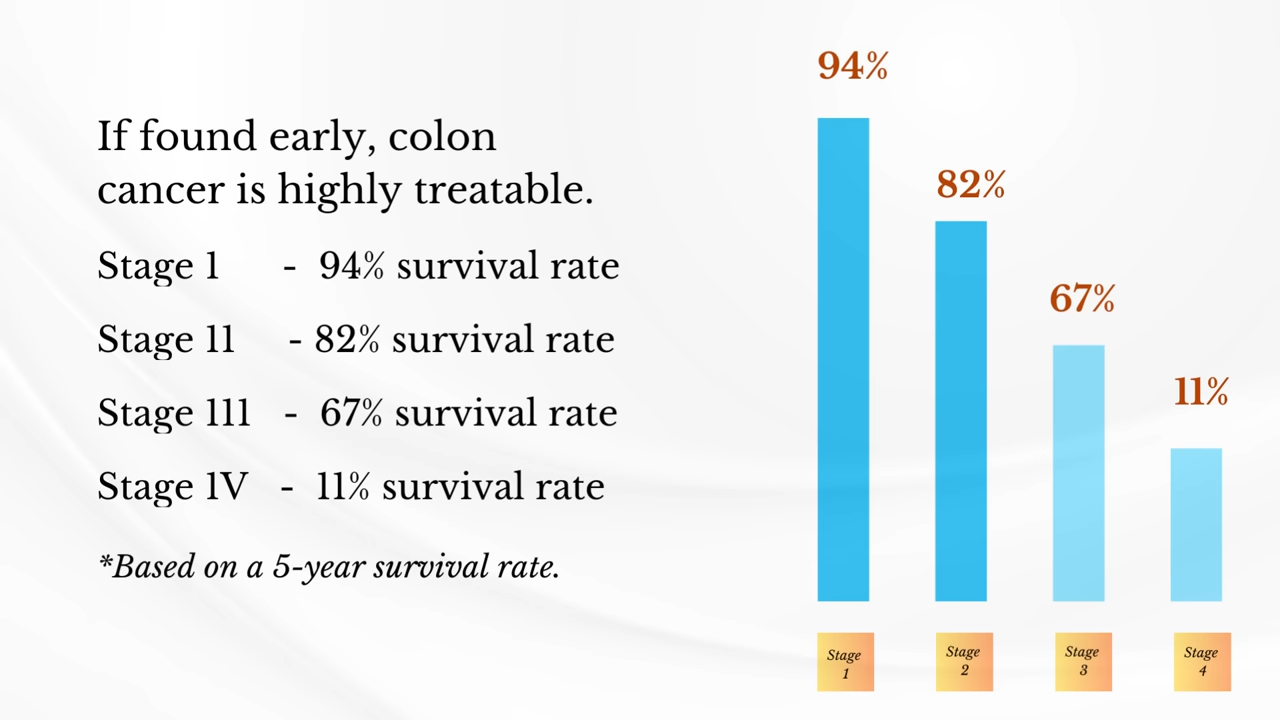 If found early, colon
cancer is highly treatable.
Stage 1 - 94% survival rate
Stage 11 - 82% survival rate
Stage 111 - 67% survival rate
Stage 1V - 11% survival rate
*Based on a 5-year survival rate.
94%
82%
67%
11%
Stage
1
Stage
2
Stage
3
Stage
4